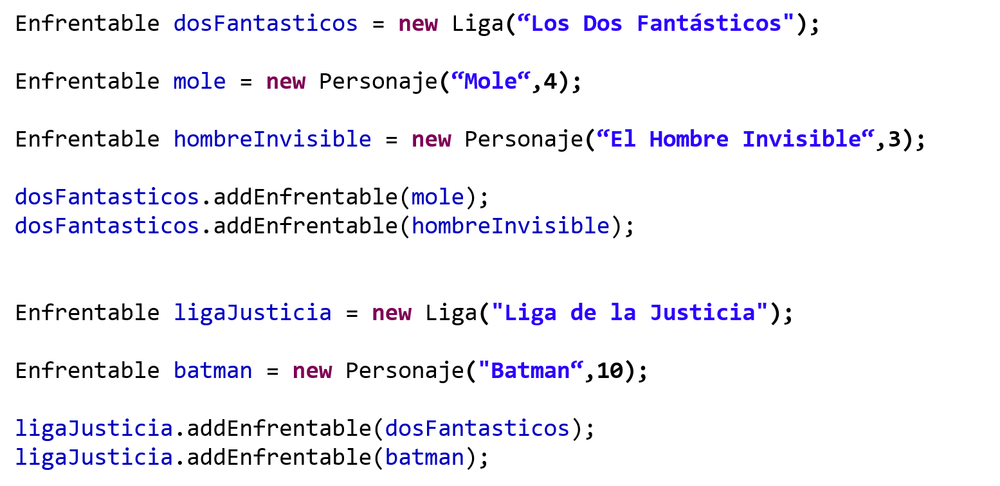 Enfrentable dosFantasticos = new Liga(“Los Dos Fantásticos");
Enfrentable mole = new Personaje(“Mole“,4);
Enfrentable hombreInvisible = new Personaje(“El Hombre Invisible“,3);
dosFantasticos.addEnfrentable(mole);
dosFantasticos.addEnfrentable(hombreInvisible);
Enfrentable ligaJusticia = new Liga("Liga de la Justicia");
Enfrentable batman = new Personaje("Batman“,10);
ligaJusticia.addEnfrentable(dosFantasticos);
ligaJusticia.addEnfrentable(batman);